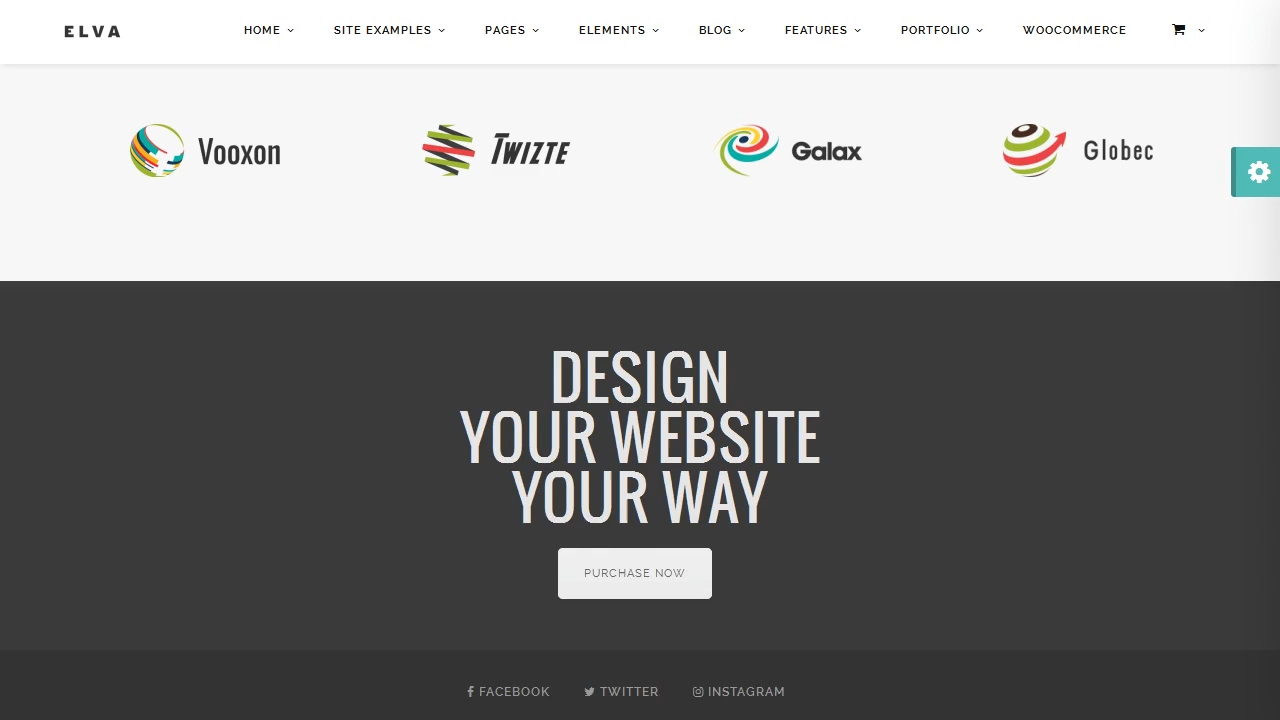 ELVA
HOME SITE EXAMPLES PAGES ELEMENTS BLOG FEATURES PORTFOLIO WOOCOMMERCE
Vooxon Twizte Galax Globec
DESIGN
YOUR WEBSITE
YOUR WAY
PURCHASE NOW
FACEBOOK TWITTER INSTAGRAM